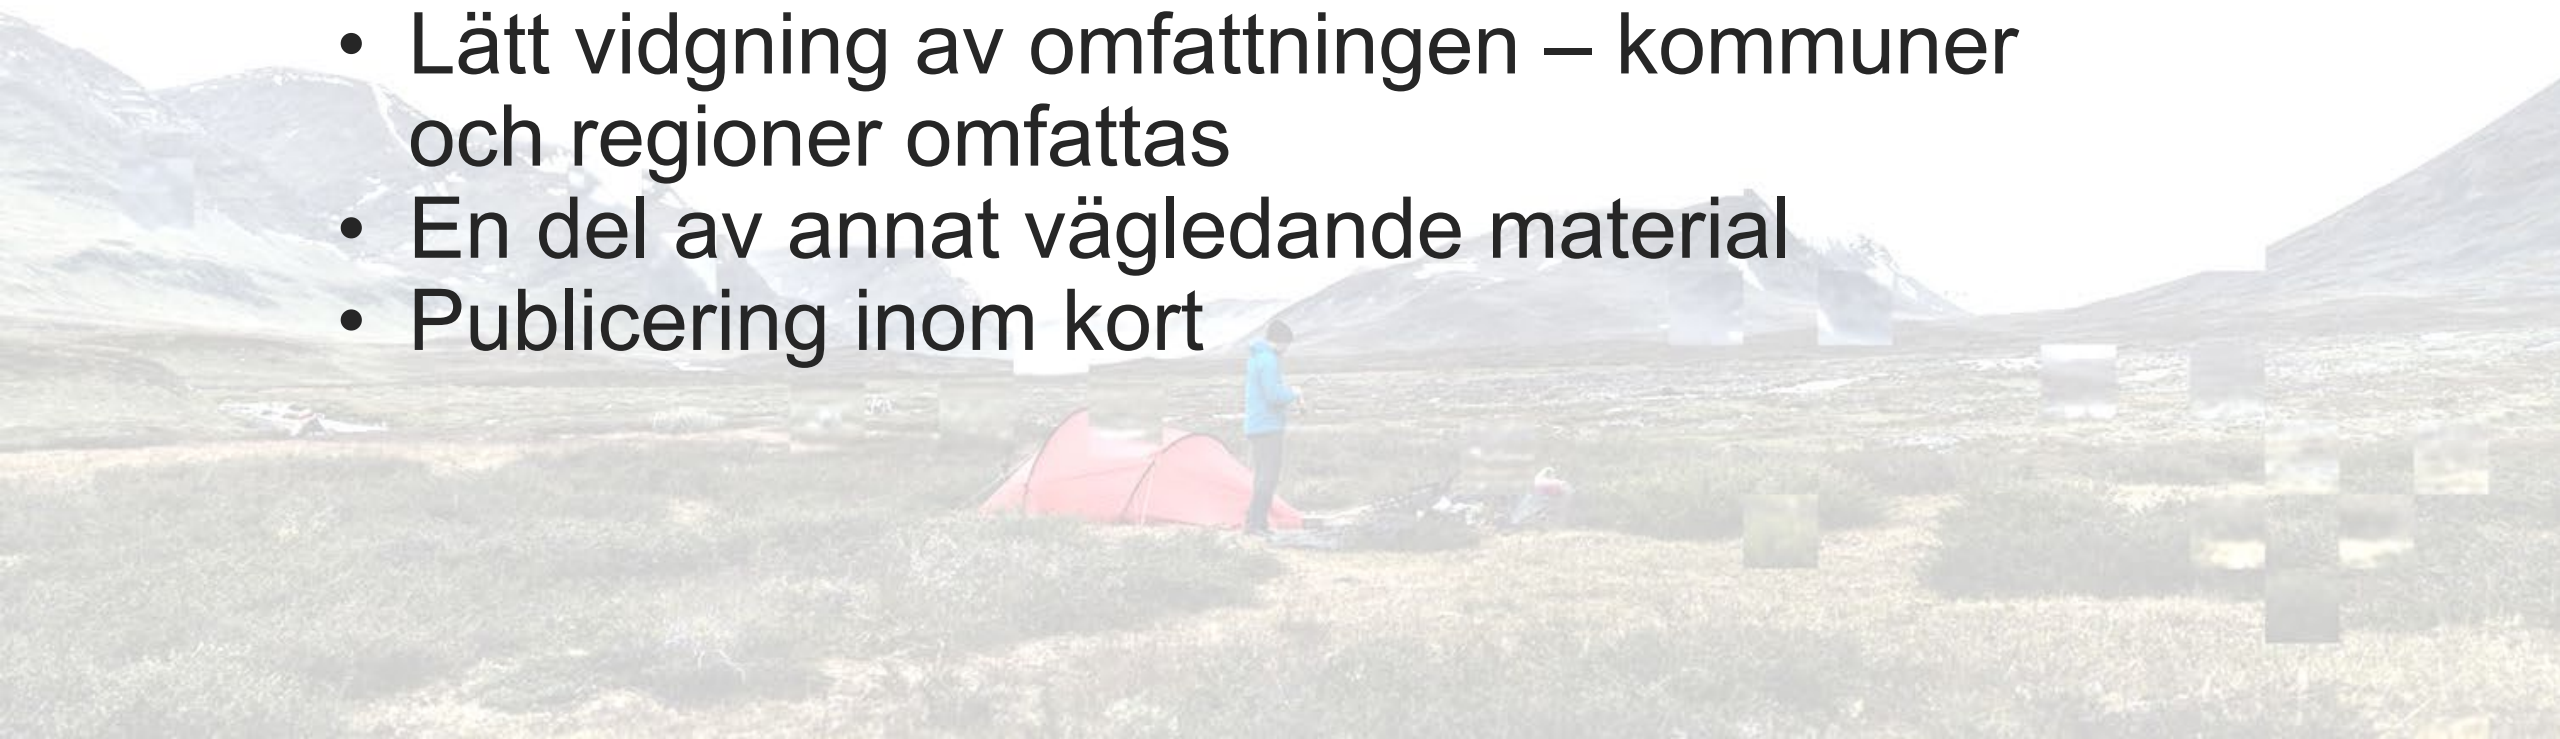 • Lätt vidgning av omfattningen – kommuner
och regioner omfattas
• En del av annat vägledande material
• Publicering inom kort